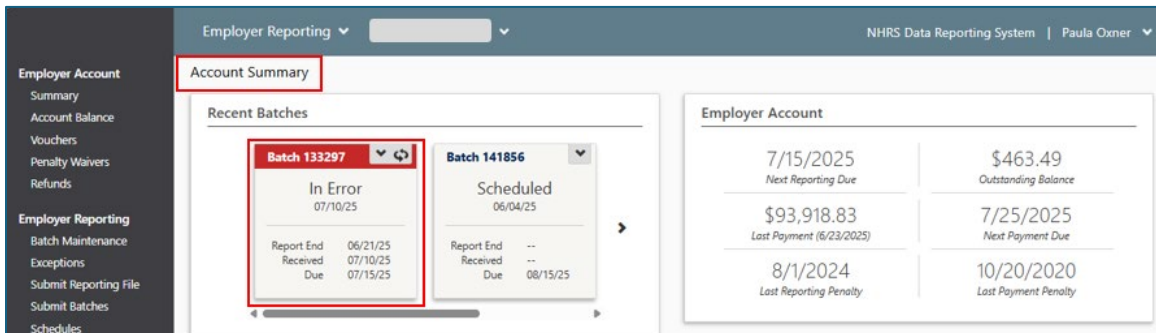 Employer Reporting
NHRS Data Reporting System | Paula Oxner
Employer Account
Summary
Account Balance
Vouchers
Penalty Waivers
Refunds
Employer Reporting
Batch Maintenance
Exceptions
Submit Reporting File
Submit Batches
Schedules
Account Summary
Recent Batches
Batch 133297
In Error
07/10/25
Report End 06/21/25
Received 07/10/25
Due 07/15/25
Batch 141856
Scheduled
06/04/25
Report End --
Received --
Due 08/15/25
Employer Account
7/15/2025
Next Reporting Due
$463.49
Outstanding Balance
$93,918.83
Last Payment (6/23/2025)
7/25/2025
Next Payment Due
8/1/2024
Last Reporting Penalty
10/20/2020
Last Payment Penalty